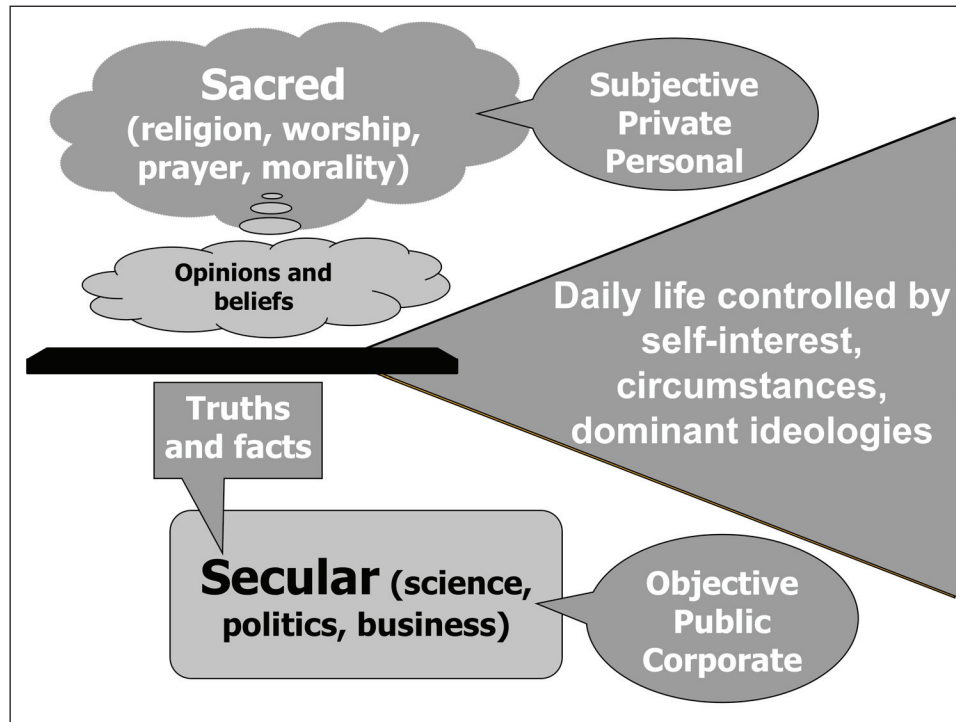 Sacred
(religion, worship,
prayer, morality)
Subjective
Private
Personal
Opinions and
beliefs
Daily life controlled by
self-interest,
circumstances,
dominant ideologies
Truths
and facts
Secular (science,
politics, business)
Objective
Public
Corporate